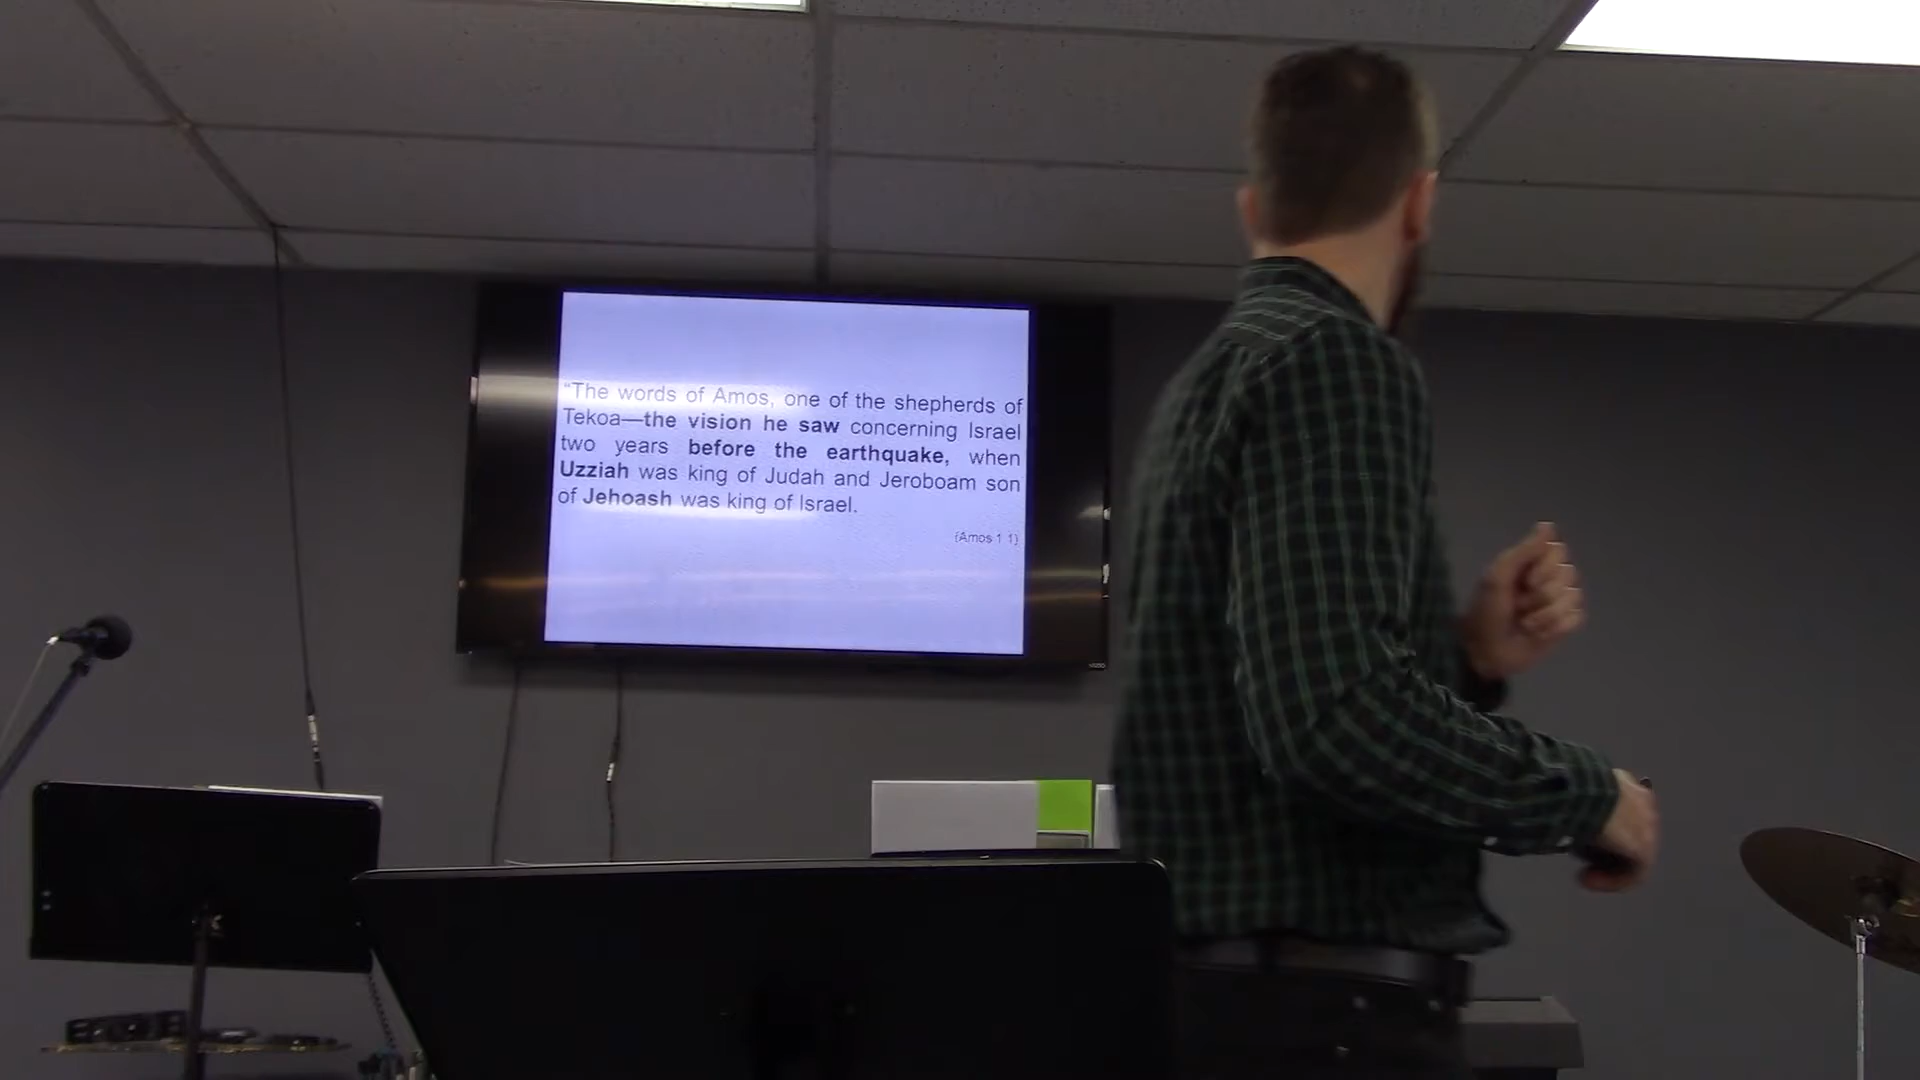 “The words of Amos, one of the shepherds of
Tekoa—the vision he saw concerning Israel
two years before the earthquake, when
Uzziah was king of Judah and Jeroboam son
of Jehoash was king of Israel.
(Amos 1 1)
VIZIO